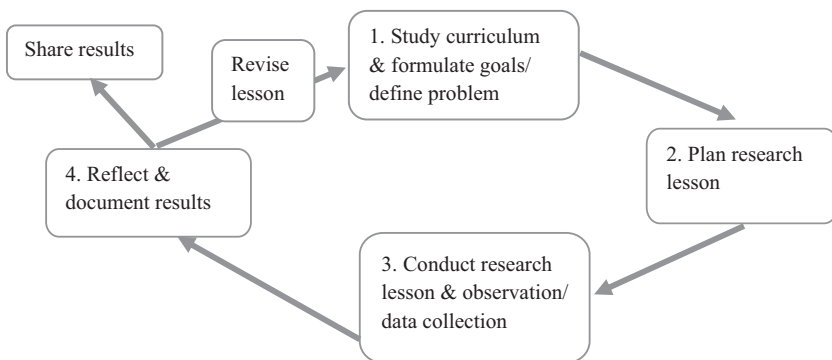 Share results
Revise
lesson
1. Study curriculum
& formulate goals/
define problem
2. Plan research
lesson
3. Conduct research
lesson & observation/
data collection
4. Reflect &
document results